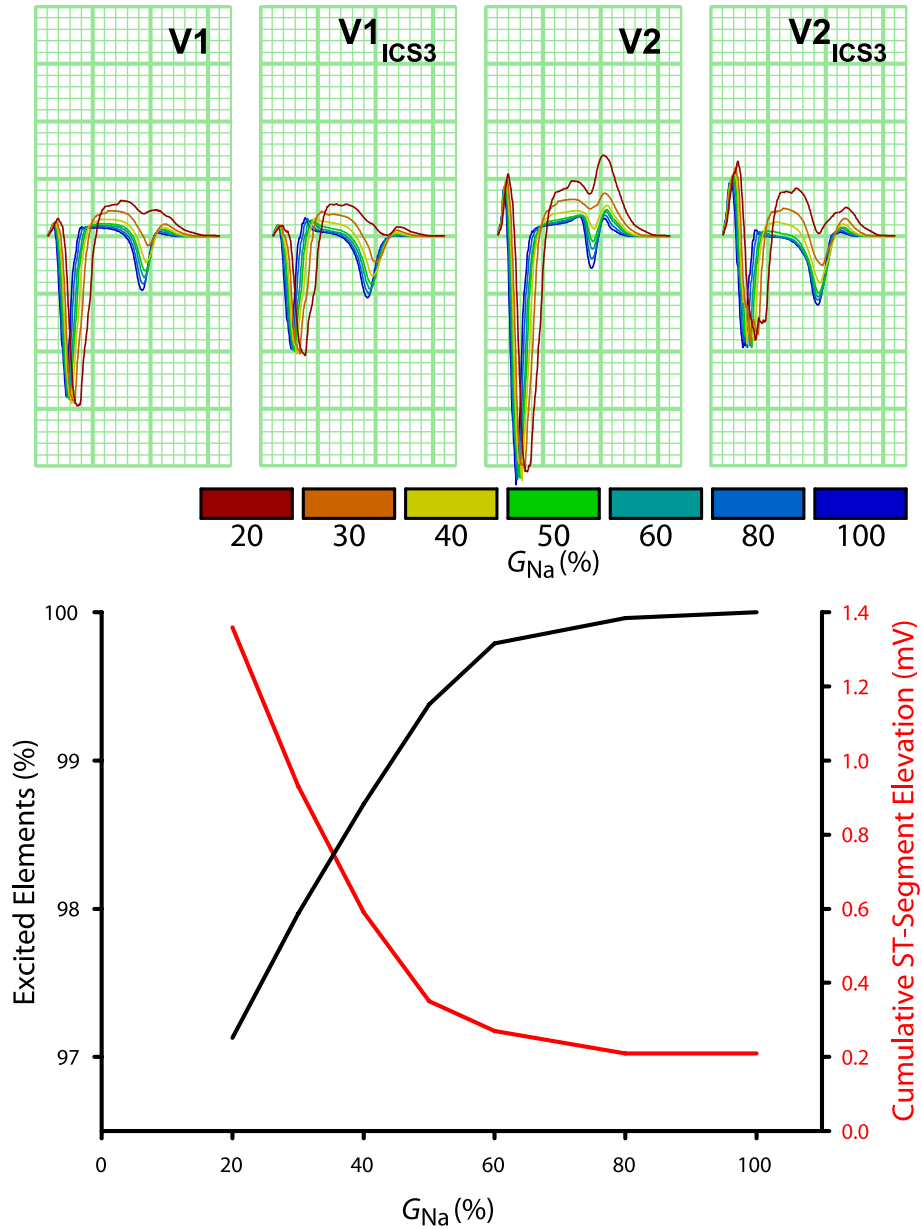 V1 V1ICS3 V2 V2ICS3
20 30 40 50 60 80 100
GNa (%)
100 1.4
1.2
99 1.0
0.8
98 0.6
0.4
97 0.2
0.0
0 20 40 60 80 100
GNa (%)
Excited Elements (%)
Cumulative ST-Segment Elevation (mV)